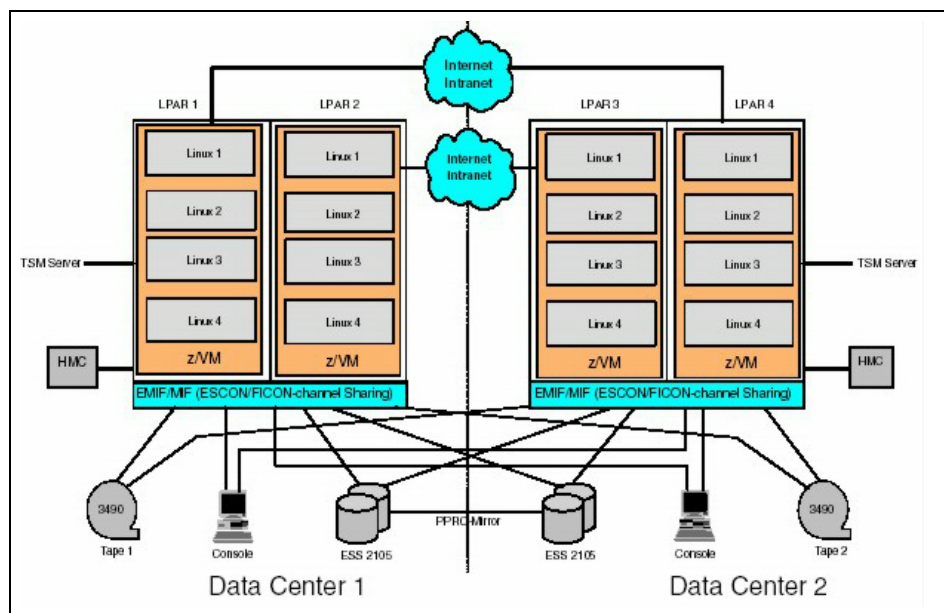 Internet
Intranet
LPAR 1
LPAR 2
LPAR 3
LPAR 4
Linux 1
Linux 1
Internet
Intranet
Linux 1
Linux 1
Linux 2
Linux 2
Linux 2
Linux 2
TSM Server
Linux 3
Linux 3
Linux 3
Linux 3
TSM Server
Linux 4
Linux 4
Linux 4
Linux 4
HMC
z/VM
z/VM
z/VM
z/VM
HMC
EMIF/MIF (ESCON/FICON-channel Sharing)
EMIF/MIF (ESCON/FICON-channel Sharing)
3490
3490
PPRC-Mirror
Tape 1
Console
ESS 2105
ESS 2105
Console
Tape 2
Data Center 1
Data Center 2